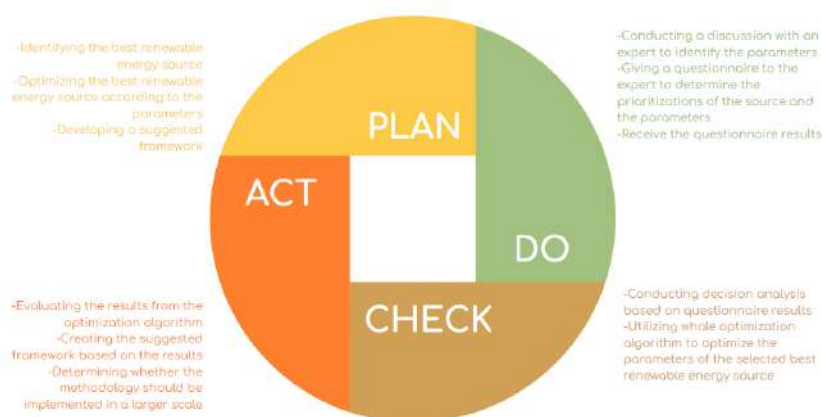 -Identifying the best renewable
energy source
-Optimizing the best renewable
energy source according to the
parameters
-Developing a suggested
framework
PLAN
-Conducting a discussion with an
expert to identify the parameters
-Giving a questionnaire to the
expert to determine the
prioritizations of the source and
the parameters
-Receive the questionnaire results
ACT
DO
CHECK
-Evaluating the results from the
optimization algorithm
-Creating the suggested
framework based on the results
-Determining whether the
methodology should be
implemented in a larger scale
-Conducting decision analysis
based on questionnaire results
-Utilizing whale optimization
algorithm to optimize the
parameters of the selected best
renewable energy source